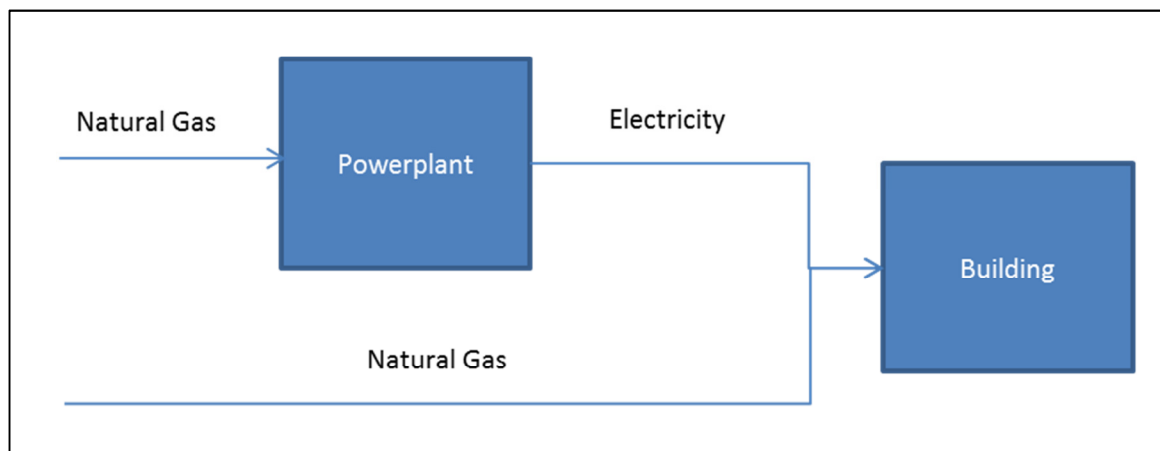 Natural Gas
Powerplant
Electricity
Building
Natural Gas